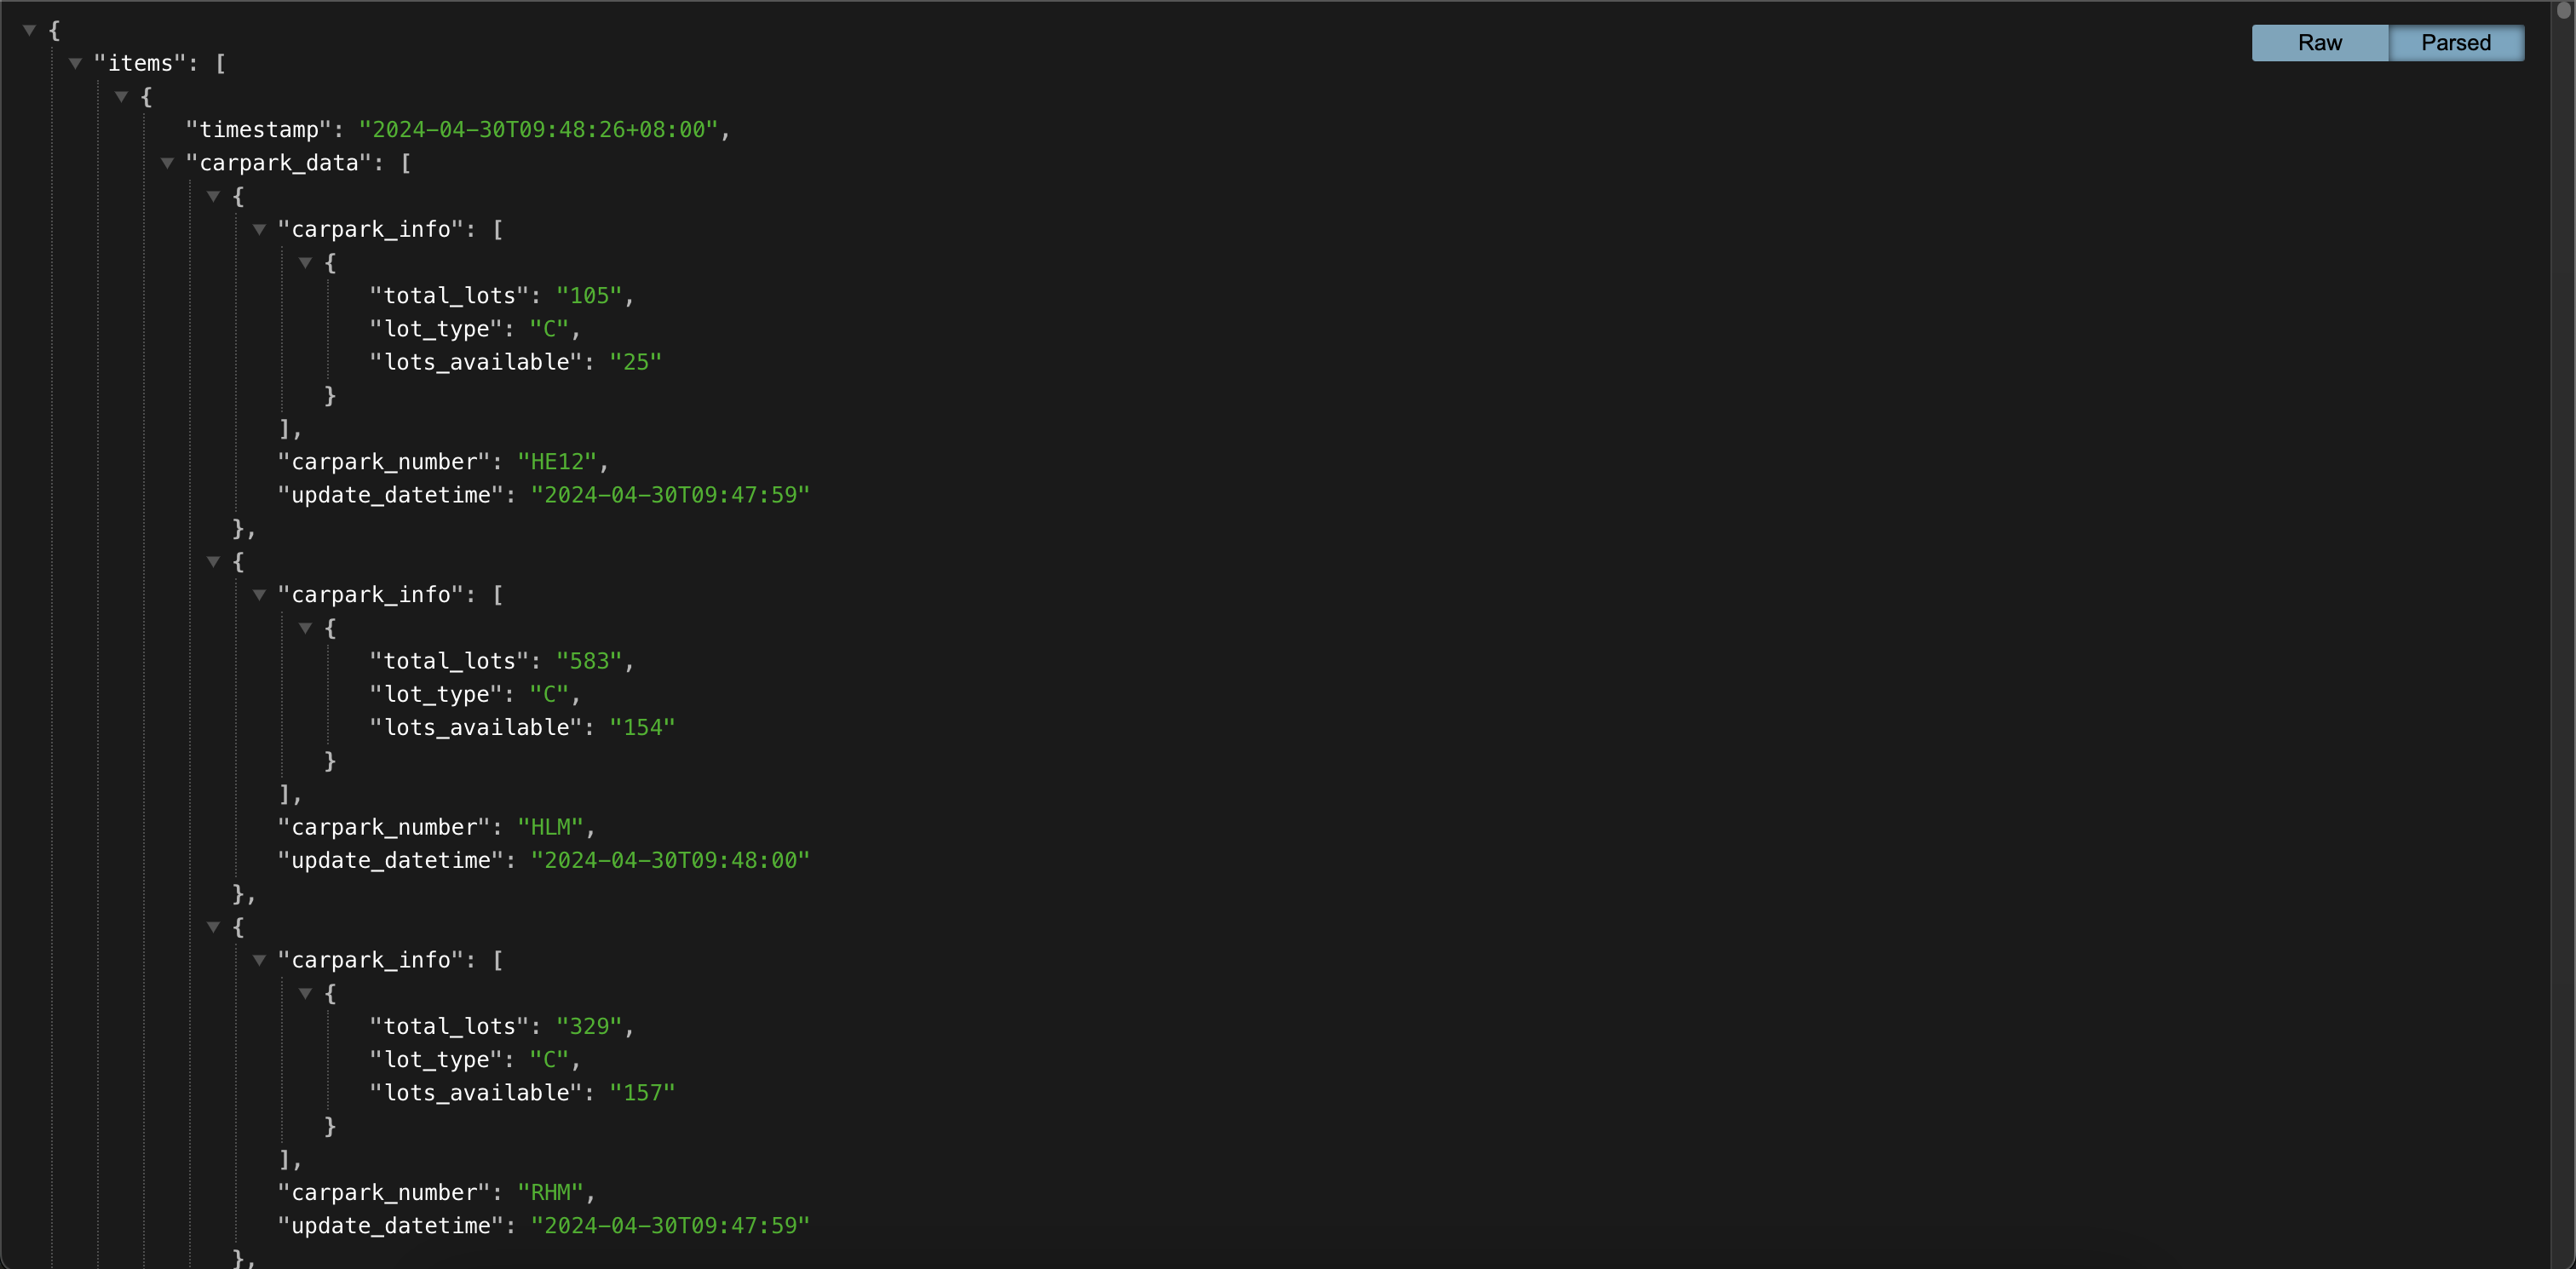 {
"items": [
Raw Parsed
{
"timestamp": "2024-04-30T09:48:26+08:00",
"carpark_data": [
{
"carpark_info": [
{
"total_lots": "105",
"lot_type": "C",
"lots_available": "25"
}
],
"carpark_number": "HE12",
"update_datetime": "2024-04-30T09:47:59"
},
{
"carpark_info": [
{
"total_lots": "583",
"lot_type": "C",
"lots_available": "154"
}
],
"carpark_number": "HLM",
"update_datetime": "2024-04-30T09:48:00"
},
{
"carpark_info": [
{
"total_lots": "329",
"lot_type": "C",
"lots_available": "157"
}
],
"carpark_number": "RHM",
"update_datetime": "2024-04-30T09:47:59"
},